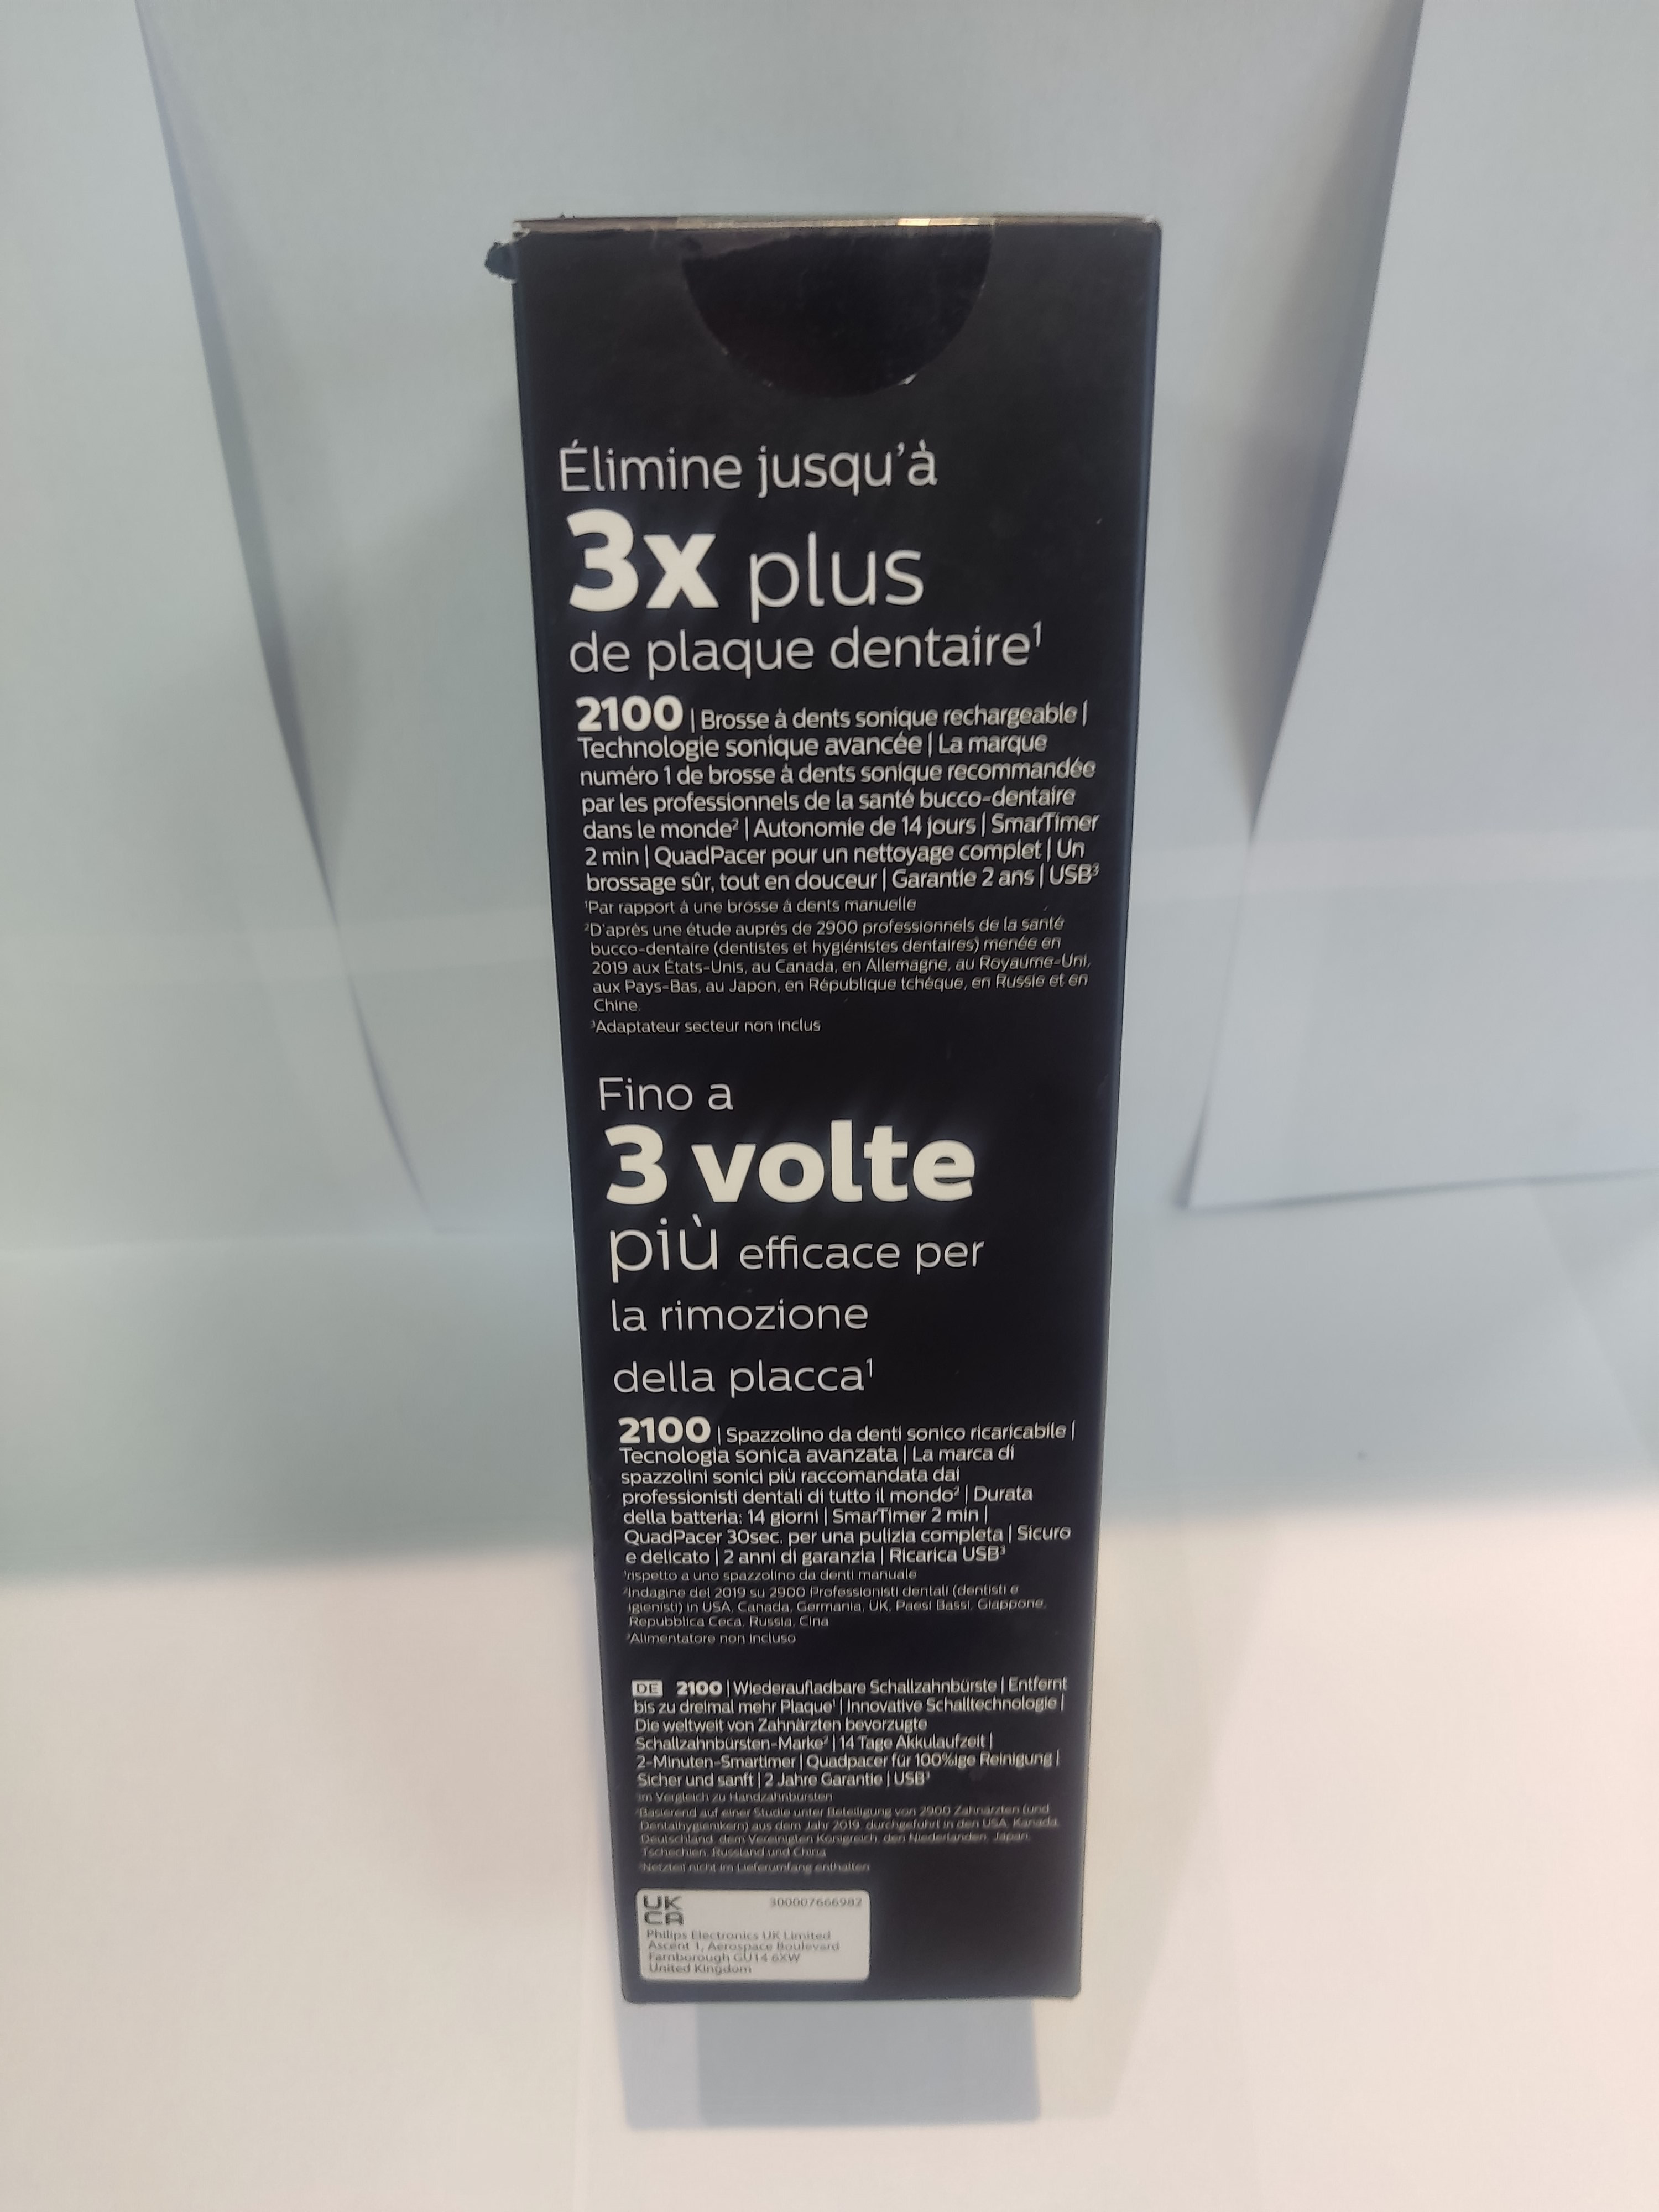 Élimine jusqu'à
3x plus
de plaque dentaire¹
2100 | Brosse à dents sonique rechargeable |
Technologie sonique avancée | La marque
numéro 1 de brosse à dents sonique recommandée
par les professionnels de la santé bucco-dentaire
dans le monde² | Autonomie de 14 jours | SmarTimer
2 min | QuadPacer pour un nettoyage complet | Un
brossage sûr, tout en douceur | Garantie 2 ans | USB³
¹Par rapport à une brosse à dents manuelle
²D'après une étude auprès de 2900 professionnels de la santé
bucco-dentaire (dentistes et hygiénistes dentaires) menée en
2019 aux États-Unis, au Canada, en Allemagne, au Royaume-Uni,
aux Pays-Bas, au Japon, en République tchèque, en Russie et en
Chine.
³Adaptateur secteur non inclus
Fino a
3 volte
più efficace per
la rimozione
della placca¹
2100 | Spazzolino da denti sonico ricaricabile |
Tecnologia sonica avanzata | La marca di
spazzolini sonici più raccomandata dai
professionisti dentali di tutto il mondo² | Durata
della batteria: 14 giorni | SmarTimer 2 min |
QuadPacer 30sec. per una pulizia completa | Sicuro
e delicato | 2 anni di garanzia | Ricarica USB³
¹rispetto a uno spazzolino da denti manuale
²Indagine del 2019 su 2900 Professionisti dentali (dentisti e
igienisti) in USA, Canada, Germania, UK, Paesi Bassi, Giappone,
Repubblica Ceca, Russia, Cina
³Alimentatore non incluso
DE 2100 | Wiederaufladbare Schallzahnbürste | Entfernt
bis zu dreimal mehr Plaque¹ | Innovative Schalltechnologie |
Die weltweit von Zahnärzten bevorzugte
Schallzahnbürsten-Marke² | 14 Tage Akkulaufzeit |
2-Minuten-Smartimer | Quadpacer für 100%ige Reinigung |
Sicher und sanft | 2 Jahre Garantie | USB³
¹im Vergleich zu Handzahnbürsten
²Basierend auf einer Studie unter Beteiligung von 2900 Zahnärzten (und
Dentalhygienikern) aus dem Jahr 2019, durchgeführt in den USA, Kanada,
Deutschland, dem Vereinigten Königreich, den Niederlanden, Japan,
Tschechien, Russland und China
³Netzteil nicht im Lieferumfang enthalten
UK
CA
300007666982
Philips Electronics UK Limited
Ascent 1, Aerospace Boulevard
Farnborough GU14 6XW
United Kingdom